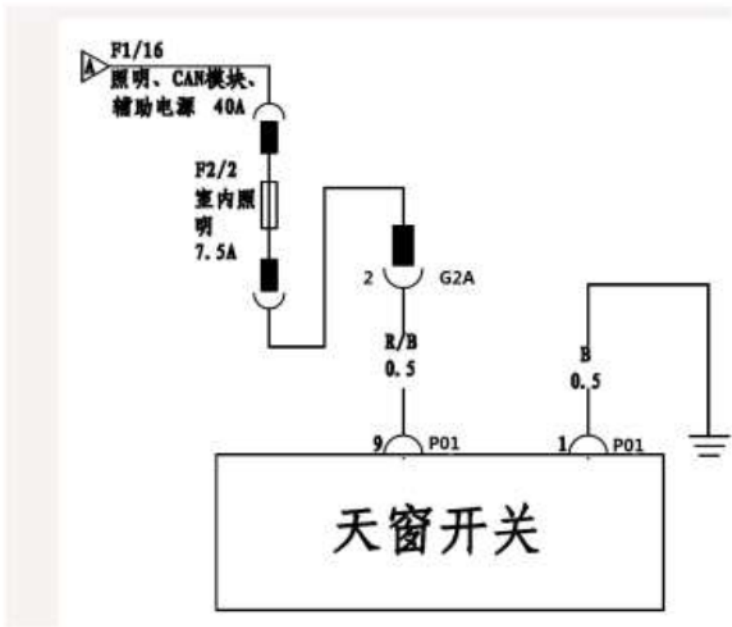 A
F1/16
照明、CAN模块、
辅助电源 40A
F2/2
室内照
明
7.5A
2
G2A
R/B
0.5
B
0.5
9
P01
1
P01
天窗开关